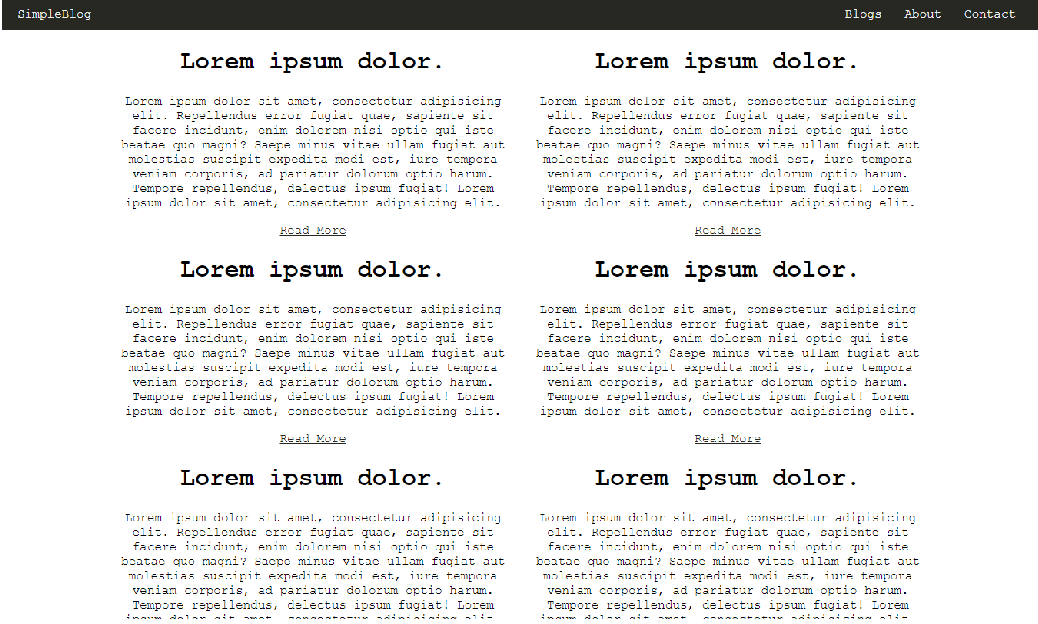 SimpleBlog
Blogs About Contact
Lorem ipsum dolor.
Lorem ipsum dolor sit amet, consectetur adipisicing
elit. Repellendus error fugiat quae, sapiente sit
facere incidunt, enim dolorem nisi optio qui iste
beatae quo magni? Saepe minus vitae ullam fugiat aut
molestias suscipit expedita modi est, iure tempora
veniam corporis, ad pariatur dolorum optio harum.
Tempore repellendus, delectus ipsum fugiat! Lorem
ipsum dolor sit amet, consectetur adipisicing elit.
Read More
Lorem ipsum dolor.
Lorem ipsum dolor sit amet, consectetur adipisicing
elit. Repellendus error fugiat quae, sapiente sit
facere incidunt, enim dolorem nisi optio qui iste
beatae quo magni? Saepe minus vitae ullam fugiat aut
molestias suscipit expedita modi est, iure tempora
veniam corporis, ad pariatur dolorum optio harum.
Tempore repellendus, delectus ipsum fugiat! Lorem
ipsum dolor sit amet, consectetur adipisicing elit.
Read More
Lorem ipsum dolor.
Lorem ipsum dolor sit amet, consectetur adipisicing
elit. Repellendus error fugiat quae, sapiente sit
facere incidunt, enim dolorem nisi optio qui iste
beatae quo magni? Saepe minus vitae ullam fugiat aut
molestias suscipit expedita modi est, iure tempora
veniam corporis, ad pariatur dolorum optio harum.
Tempore repellendus, delectus ipsum fugiat! Lorem
ipsum dolor sit amet, consectetur adipisicing elit.
Read More
Lorem ipsum dolor.
Lorem ipsum dolor sit amet, consectetur adipisicing
elit. Repellendus error fugiat quae, sapiente sit
facere incidunt, enim dolorem nisi optio qui iste
beatae quo magni? Saepe minus vitae ullam fugiat aut
molestias suscipit expedita modi est, iure tempora
veniam corporis, ad pariatur dolorum optio harum.
Tempore repellendus, delectus ipsum fugiat! Lorem
ipsum dolor sit amet, consectetur adipisicing elit.
Read More
Lorem ipsum dolor.
Lorem ipsum dolor sit amet, consectetur adipisicing
elit. Repellendus error fugiat quae, sapiente sit
facere incidunt, enim dolorem nisi optio qui iste
beatae quo magni? Saepe minus vitae ullam fugiat aut
molestias suscipit expedita modi est, iure tempora
veniam corporis, ad pariatur dolorum optio harum.
Tempore repellendus, delectus ipsum fugiat! Lorem
Lorem ipsum dolor.
Lorem ipsum dolor sit amet, consectetur adipisicing
elit. Repellendus error fugiat quae, sapiente sit
facere incidunt, enim dolorem nisi optio qui iste
beatae quo magni? Saepe minus vitae ullam fugiat aut
molestias suscipit expedita modi est, iure tempora
veniam corporis, ad pariatur dolorum optio harum.
Tempore repellendus, delectus ipsum fugiat! Lorem